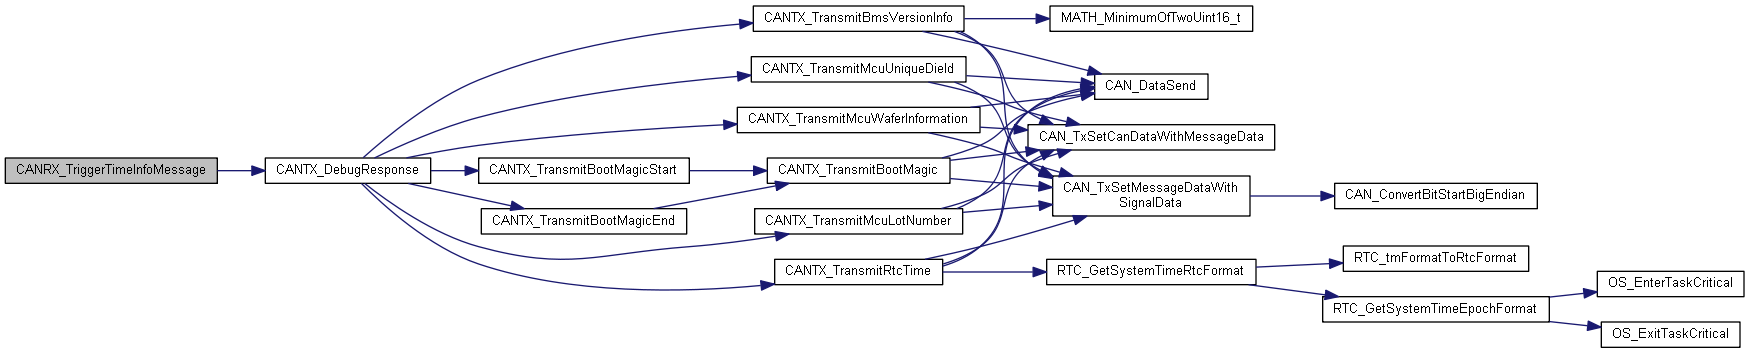 CANTX_TransmitBmsVersionInfo
MATH_MinimumOfTwoUint16_t
CANTX_TransmitMcuUniqueDieId
CAN_DataSend
CANTX_TransmitMcuWaferInformation
CAN_TxSetCanDataWithMessageData
CANRX_TriggerTimeInfoMessage
CANTX_DebugResponse
CANTX_TransmitBootMagicStart
CANTX_TransmitBootMagic
CAN_TxSetMessageDataWith
SignalData
CAN_ConvertBitStartBigEndian
CANTX_TransmitBootMagicEnd
CANTX_TransmitMcuLotNumber
CANTX_TransmitRtcTime
RTC_GetSystemTimeRtcFormat
RTC_tmFormatToRtcFormat
OS_EnterTaskCritical
RTC_GetSystemTimeEpochFormat
OS_ExitTaskCritical